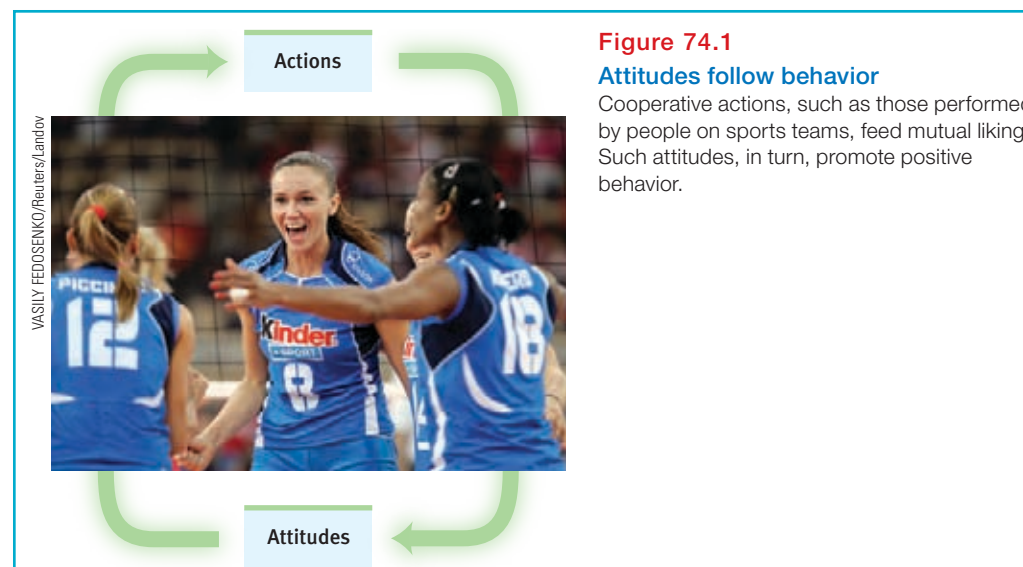 Actions
VASILY FEDOSENKO/Reuters/Landov
12
Kinder
SPORT
8
18
Attitudes
Figure 74.1
Attitudes follow behavior
Cooperative actions, such as those performed
by people on sports teams, feed mutual liking
Such attitudes, in turn, promote positive
behavior.